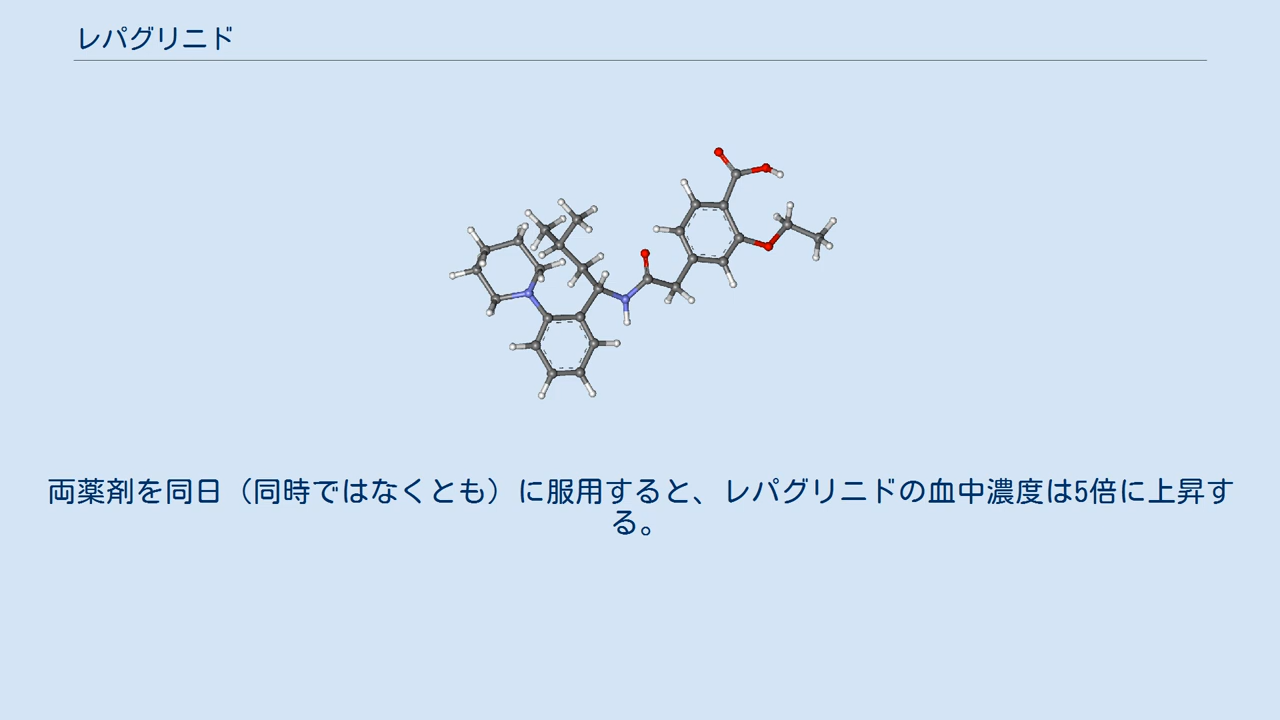 レパグリニド
両薬剤を同日（同時ではなくとも）に服用すると、レパグリニドの血中濃度は5倍に上昇す
る。